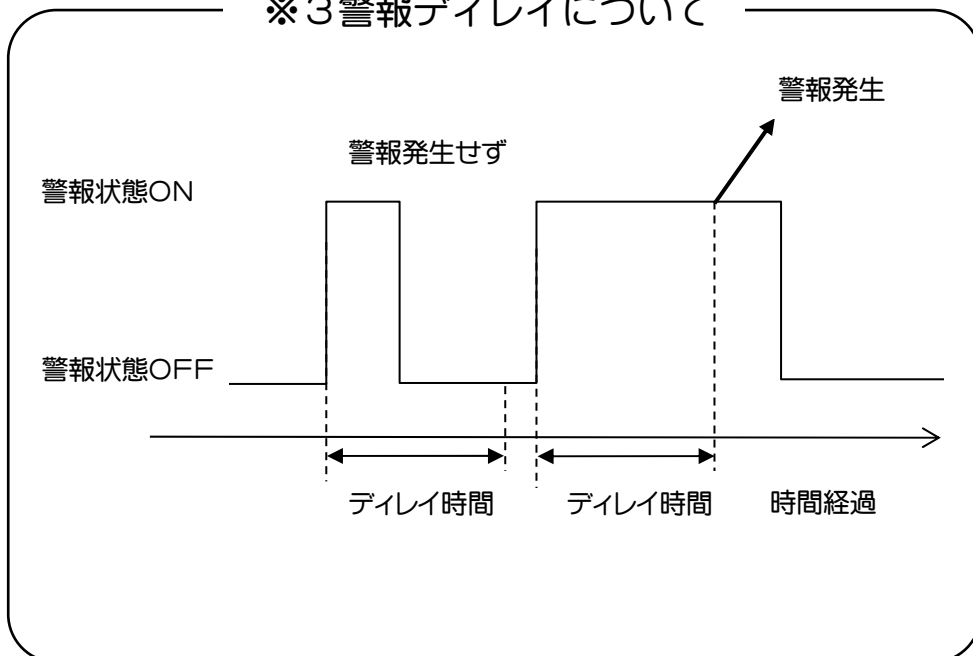 ※３警報ディレイについて
警報発生
警報発生せず
警報状態ＯＮ
警報状態ＯＦＦ
ディレイ時間
ディレイ時間
時間経過